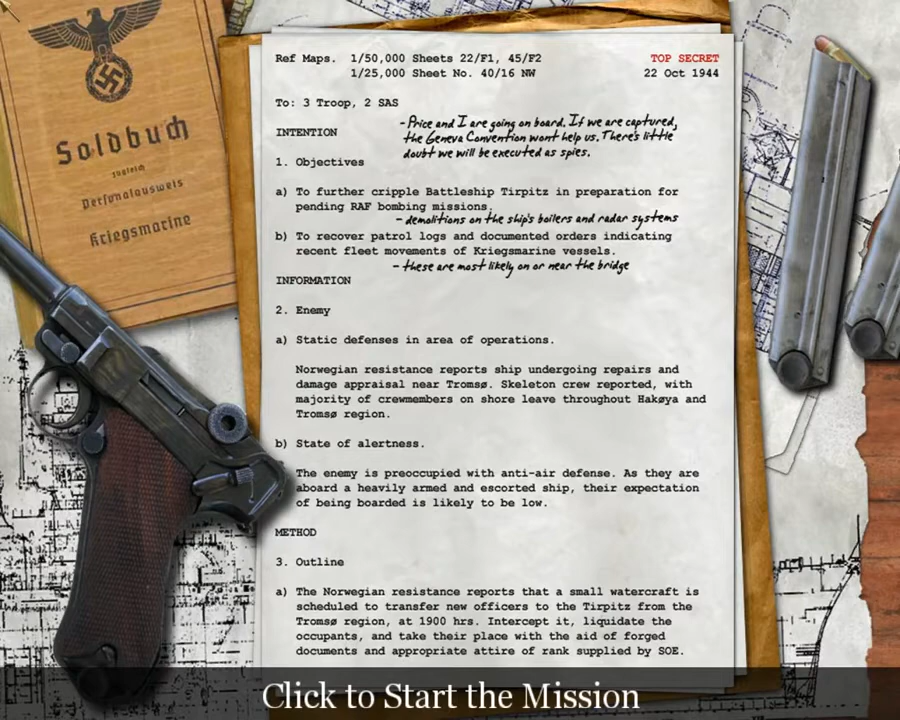 Soldbuch
zugleich
Personalausweis
Kriegsmarine
Ref Maps. 1/50,000 Sheets 22/F1, 45/F2
TOP SECRET
1/25,000 Sheet No. 40/16 NW
22 Oct 1944
To: 3 Troop, 2 SAS
-Price and I are going on board. If we are captured,
the Geneva Convention wont help us. There's little
doubt we will be executed as spies.
INTENTION
1. Objectives
a) To further cripple Battleship Tirpitz in preparation for
pending RAF bombing missions.
- demolitions on the ship's boilers and radar systems
b) To recover patrol logs and documented orders indicating
recent fleet movements of Kriegsmarine vessels.
- these are most likely on or near the bridge
INFORMATION
2. Enemy
a) Static defenses in area of operations.
Norwegian resistance reports ship undergoing repairs and
damage appraisal near Tromsø. Skeleton crew reported, with
majority of crewmembers on shore leave throughout Hakøya and
Tromsø region.
b) State of alertness.
The enemy is preoccupied with anti-air defense. As they are
aboard a heavily armed and escorted ship, their expectation
of being boarded is likely to be low.
METHOD
3. Outline
a) The Norwegian resistance reports that a small watercraft is
scheduled to transfer new officers to the Tirpitz from the
Tromsø region, at 1900 hrs. Intercept it, liquidate the
occupants, and take their place with the aid of forged
documents and appropriate attire of rank supplied by SOE.
Click to Start the Mission